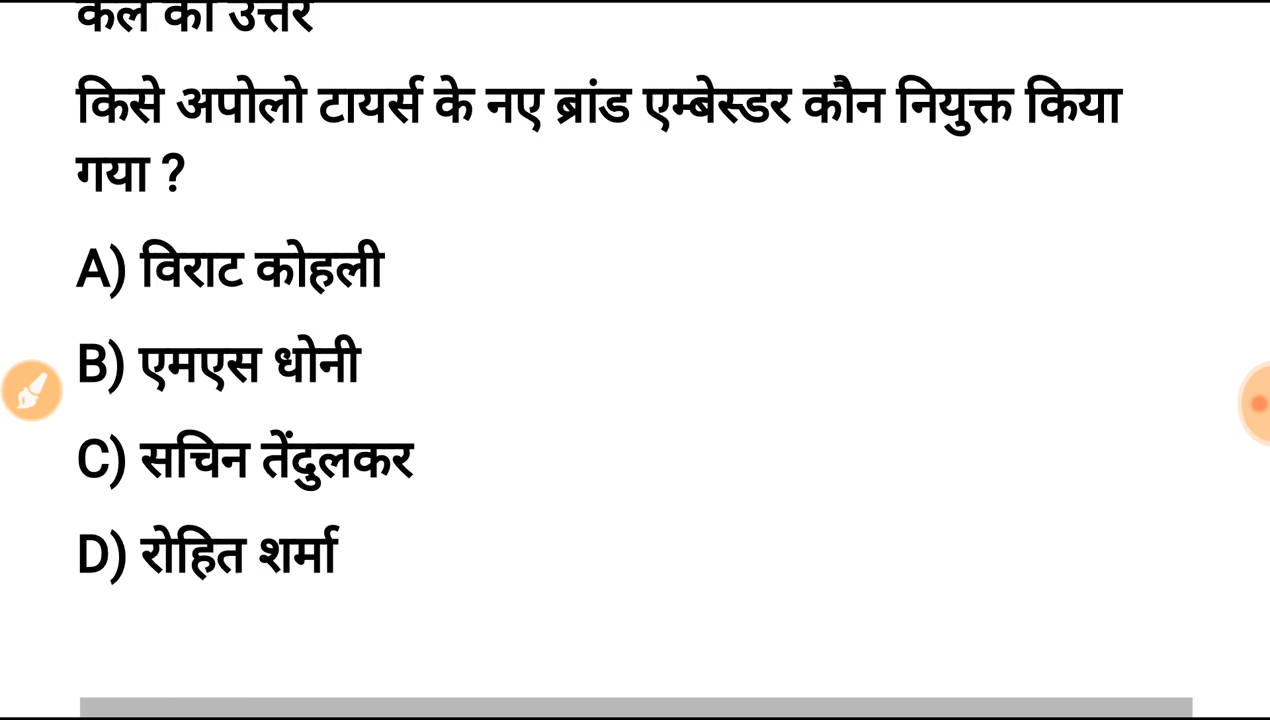 कल का उत्तर
किसे अपोलो टायर्स के नए ब्रांड एम्बेस्डर कौन नियुक्त किया
गया ?
A) विराट कोहली
B) एमएस धोनी
C) सचिन तेंदुलकर
D) रोहित शर्मा